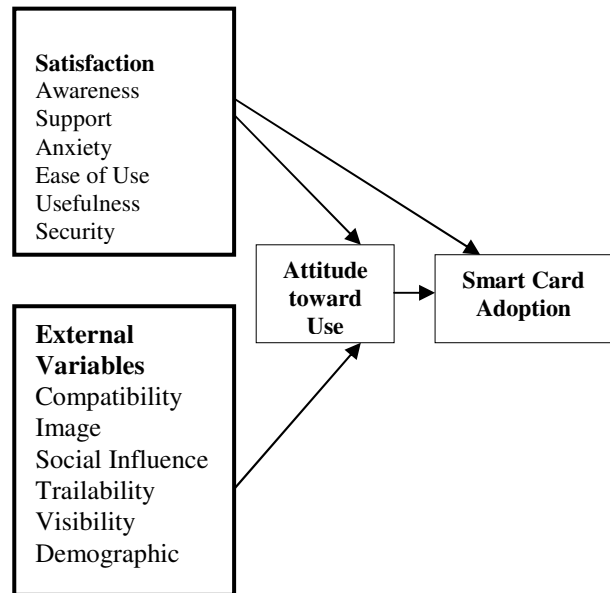 Satisfaction
Awareness
Support
Anxiety
Ease of Use
Usefulness
Security
Attitude
toward
Use
Smart Card
Adoption
External
Variables
Compatibility
Image
Social Influence
Trailability
Visibility
Demographic